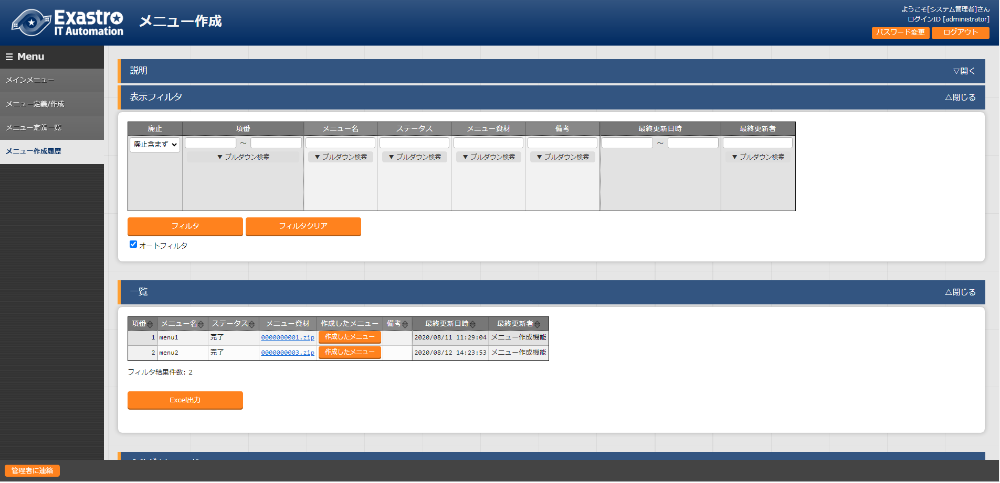 Exastro
IT Automation
メニュー作成
ようこそ[システム管理者]さん
ログインID [administrator]
パスワード変更 ログアウト
Menu
メインメニュー
メニュー定義/作成
メニュー定義一覧
メニュー作成履歴
説明 ▽開く
表示フィルタ △閉じる
廃止 項番 メニュー名 ステータス メニュー資材 備考 最終更新日時 最終更新者
廃止含まず ～ ～
▼ プルダウン検索 ▼ プルダウン検索 ▼ プルダウン検索 ▼ プルダウン検索 ▼ プルダウン検索 ▼ プルダウン検索
フィルタ フィルタクリア
オートフィルタ
一覧 △閉じる
項番 メニュー名 ステータス メニュー資材 作成したメニュー 備考 最終更新日時 最終更新者
1 menu1 完了 0000000001.zip 作成したメニュー 2020/08/11 11:29:04 メニュー作成機能
2 menu2 完了 0000000003.zip 作成したメニュー 2020/08/12 14:23:53 メニュー作成機能
フィルタ結果件数: 2
Excel出力
管理者に連絡